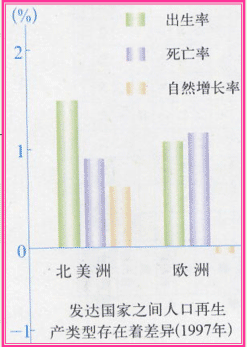 (%)
出生率
2
死亡率
自然增长率
1
0
北美洲
欧洲
发达国家之间人口再生
-1
产类型存在着差异(1997年)